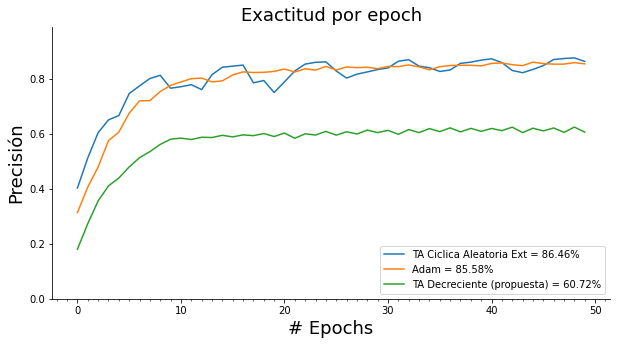 Exactitud por epoch
Precisión
0.8
0.6
0.4
0.2
0.0
TA Ciclica Aleatoria Ext = 86.46%
Adam = 85.58%
TA Decreciente (propuesta) = 60.72%
0 10 20 30 40 50
# Epochs